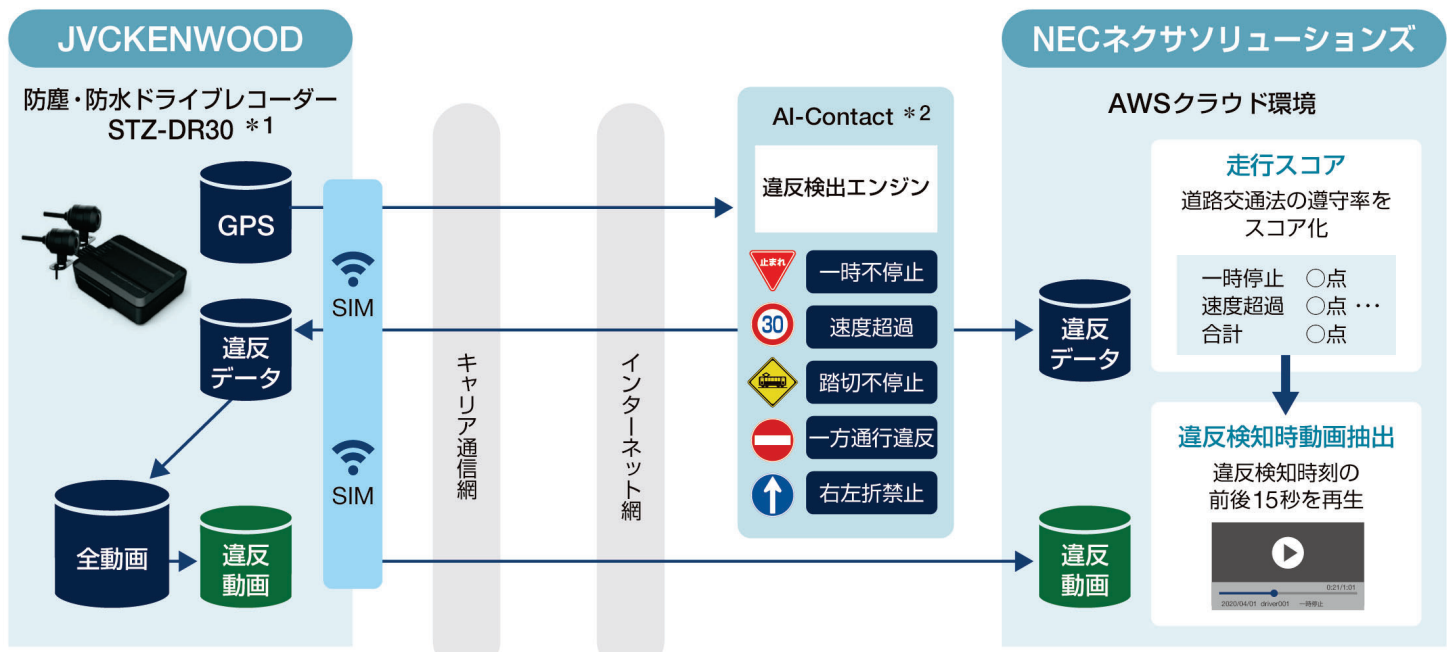 JVCKENWOOD
防塵・防水ドライブレコーダー
STZ-DR30 *1
GPS
違反
データ
全動画
違反
動画
SIM
SIM
キャリア通信網
インターネット網
AI-Contact *2
違反検出エンジン
止まれ
一時不停止
30
速度超過
踏切不停止
一方通行違反
右左折禁止
NECネクサソリューションズ
AWSクラウド環境
違反
データ
違反
動画
走行スコア
道路交通法の遵守率を
スコア化
一時停止 ○点
速度超過 ○点 …
合計 ○点
違反検知時動画抽出
違反検知時刻の
前後15秒を再生
0:21/1:01
2020/04/01 driver001 一時停止